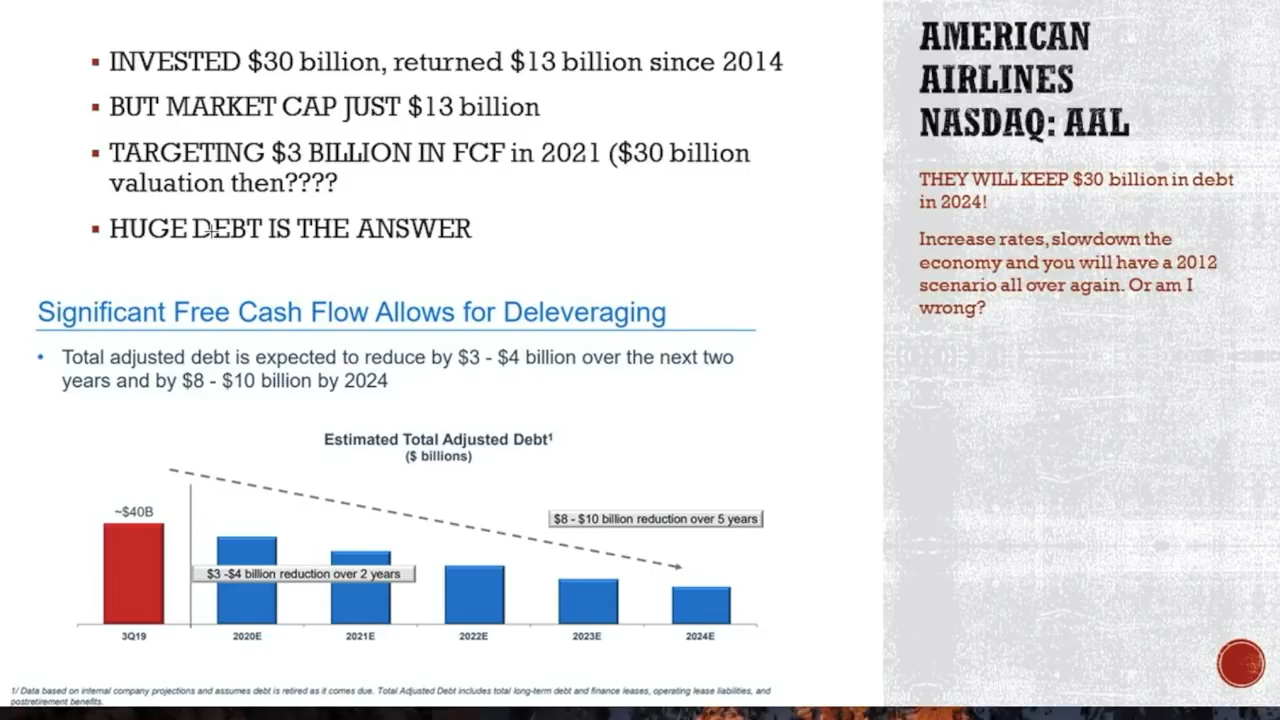 INVESTED $30 billion, returned $13 billion since 2014
BUT MARKET CAP JUST $13 billion
TARGETING $3 BILLION IN FCF in 2021 ($30 billion
valuation then????
HUGE DEBT IS THE ANSWER
Significant Free Cash Flow Allows for Deleveraging
Total adjusted debt is expected to reduce by $3 - $4 billion over the next two
years and by $8 - $10 billion by 2024
Estimated Total Adjusted Debt¹
($ billions)
~$40B
$8 - $10 billion reduction over 5 years
$3 -$4 billion reduction over 2 years
3Q19 2020E 2021E 2022E 2023E 2024E
1/ Data based on internal company projections and assumes debt is retired as it comes due. Total Adjusted Debt includes total long-term debt and finance leases, operating lease liabilities, and
postretirement benefits.
AMERICAN
AIRLINES
NASDAQ: AAL
THEY WILL KEEP $30 billion in debt
in 2024!
Increase rates, slowdown the
economy and you will have a 2012
scenario all over again. Or am I
wrong?